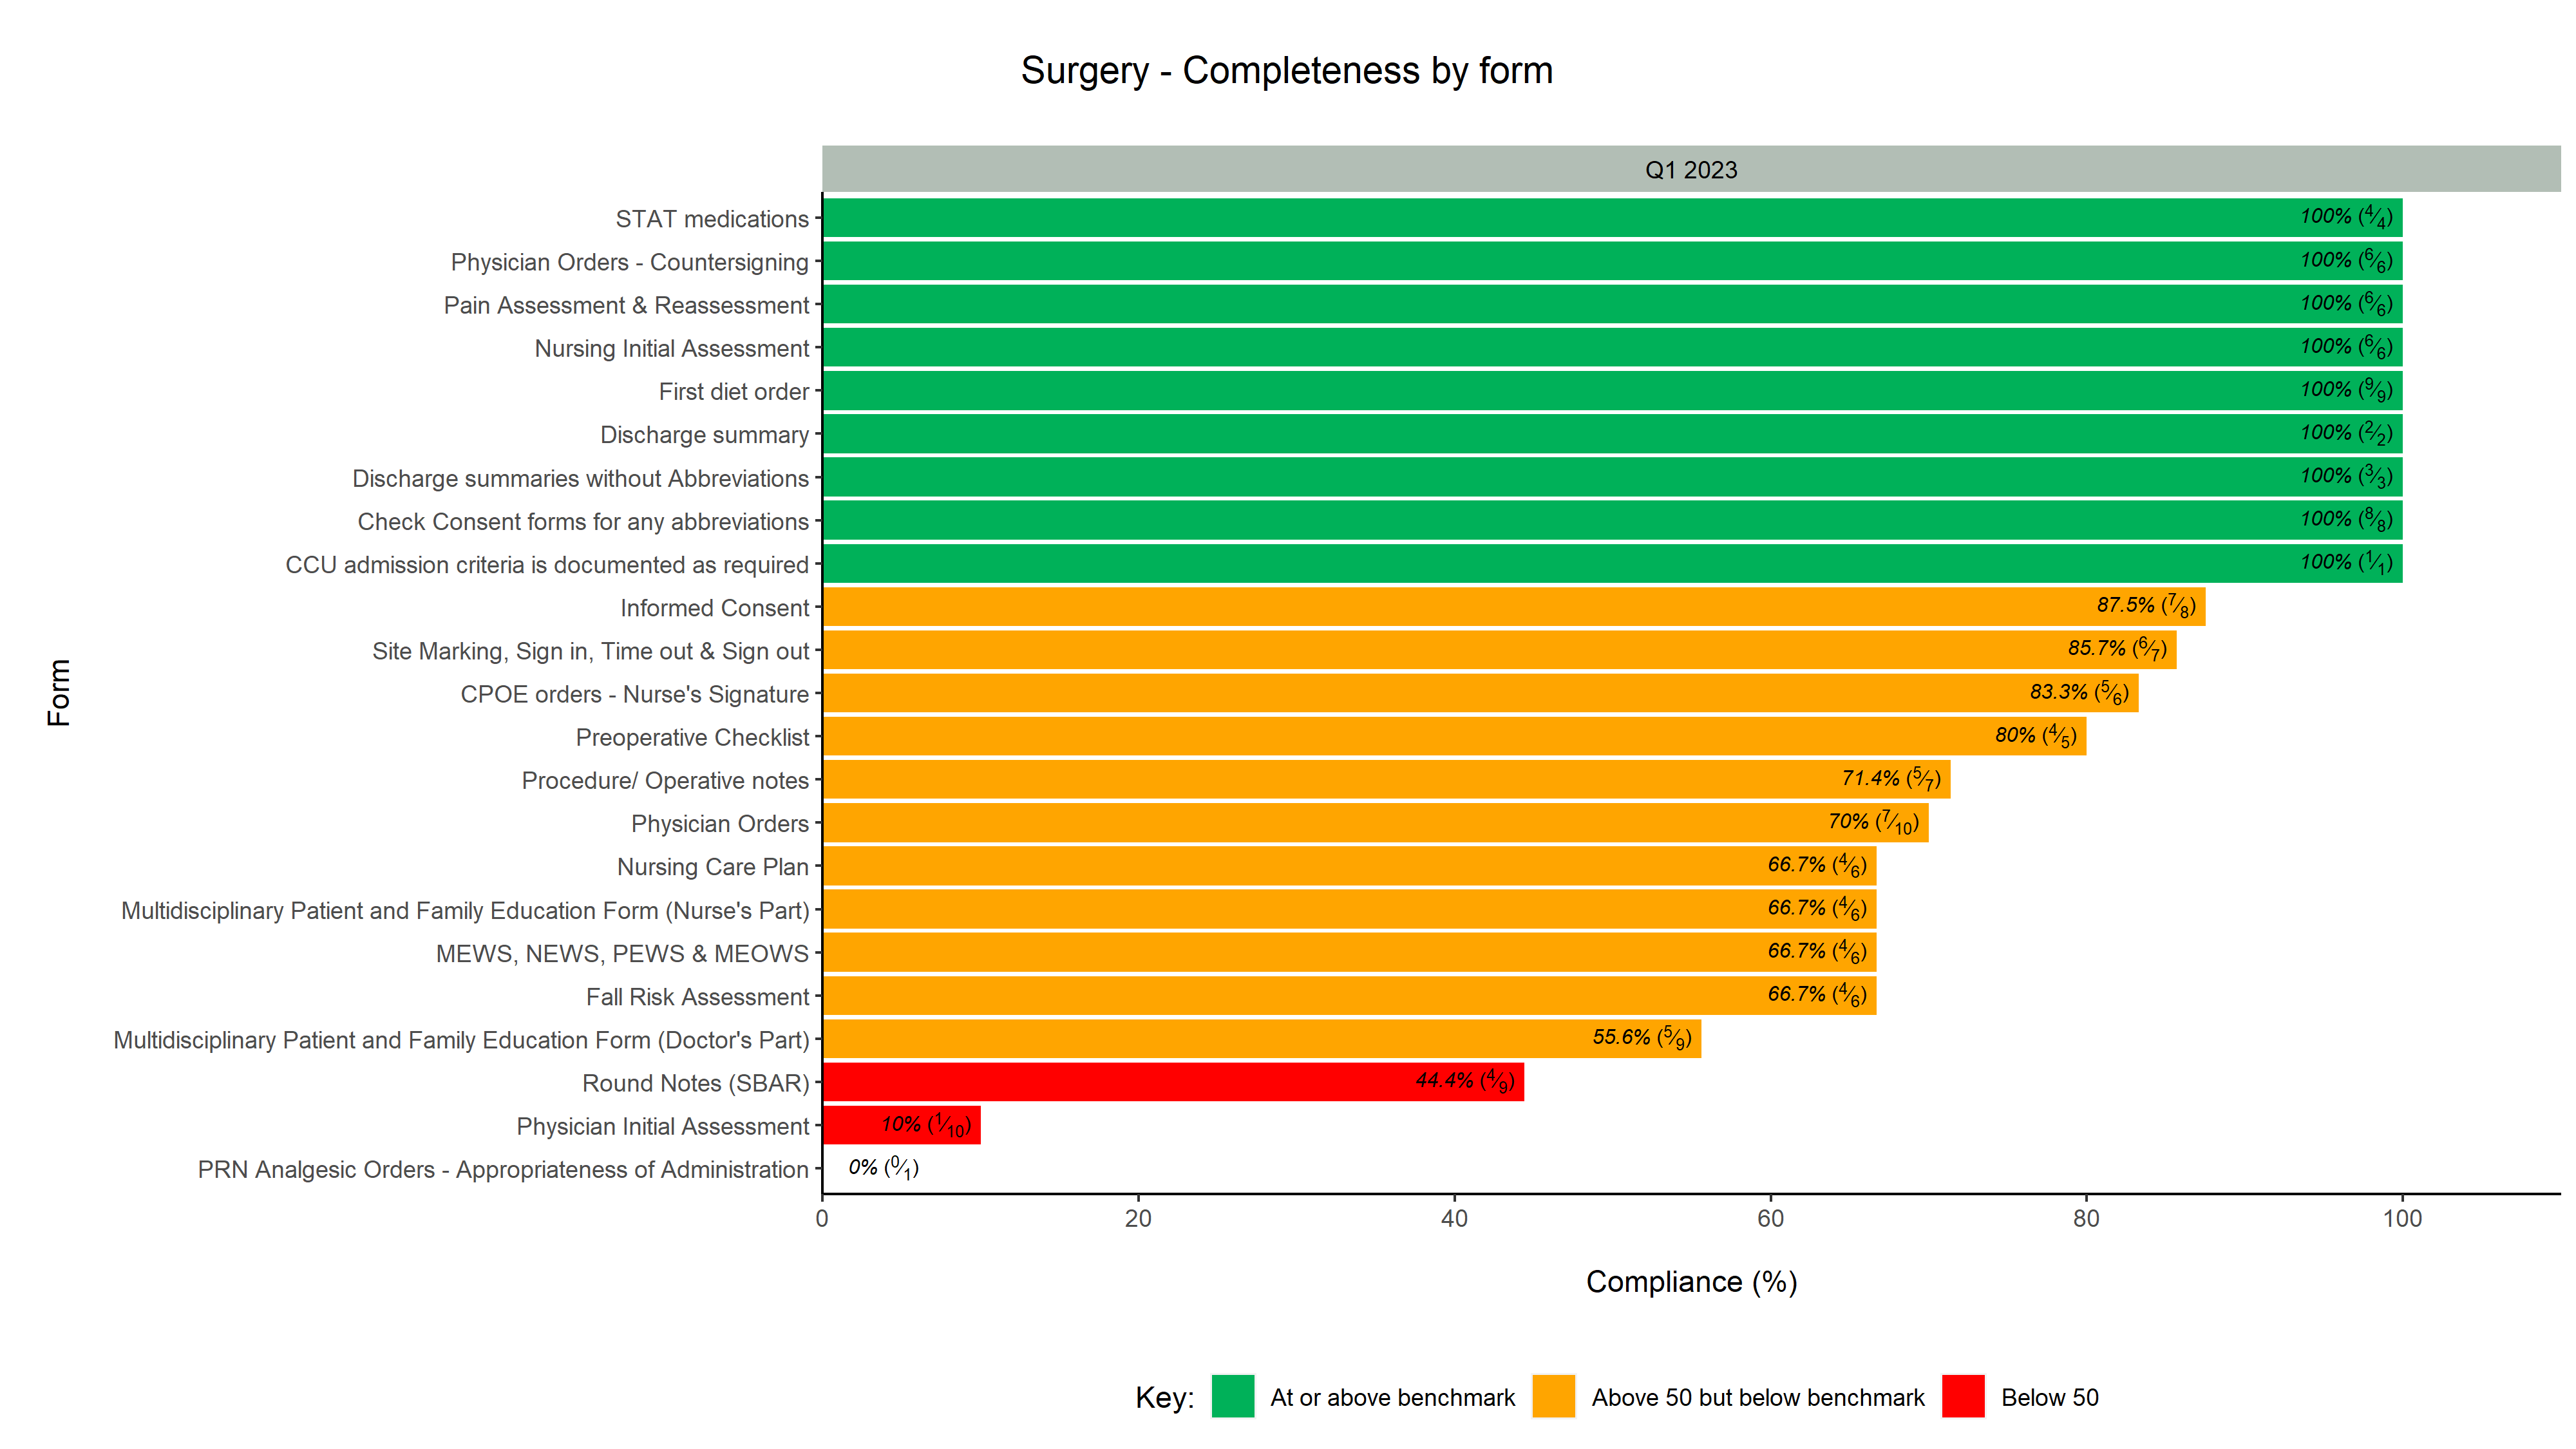 Surgery - Completeness by form
Q1 2023
Form
STAT medications 100% (4/4)
Physician Orders - Countersigning 100% (6/6)
Pain Assessment & Reassessment 100% (6/6)
Nursing Initial Assessment 100% (6/6)
First diet order 100% (9/9)
Discharge summary 100% (2/2)
Discharge summaries without Abbreviations 100% (3/3)
Check Consent forms for any abbreviations 100% (8/8)
CCU admission criteria is documented as required 100% (1/1)
Informed Consent 87.5% (7/8)
Site Marking, Sign in, Time out & Sign out 85.7% (6/7)
CPOE orders - Nurse's Signature 83.3% (5/6)
Preoperative Checklist 80% (4/5)
Procedure/ Operative notes 71.4% (5/7)
Physician Orders 70% (7/10)
Nursing Care Plan 66.7% (4/6)
Multidisciplinary Patient and Family Education Form (Nurse's Part) 66.7% (4/6)
MEWS, NEWS, PEWS & MEOWS 66.7% (4/6)
Fall Risk Assessment 66.7% (4/6)
Multidisciplinary Patient and Family Education Form (Doctor's Part) 55.6% (5/9)
Round Notes (SBAR) 44.4% (4/9)
Physician Initial Assessment 10% (1/10)
PRN Analgesic Orders - Appropriateness of Administration 0% (0/1)
0 20 40 60 80 100
Compliance (%)
Key: At or above benchmark Above 50 but below benchmark Below 50